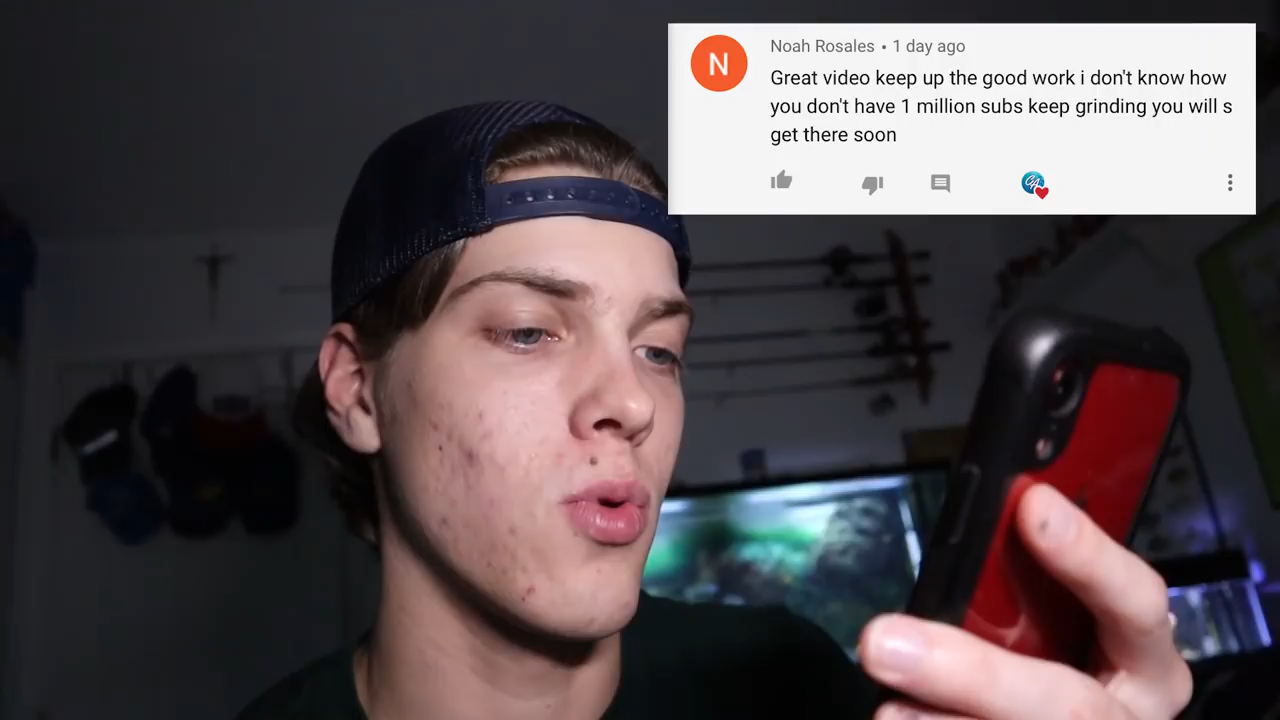 N
Noah Rosales • 1 day ago
Great video keep up the good work i don't know how
you don't have 1 million subs keep grinding you will s
get there soon